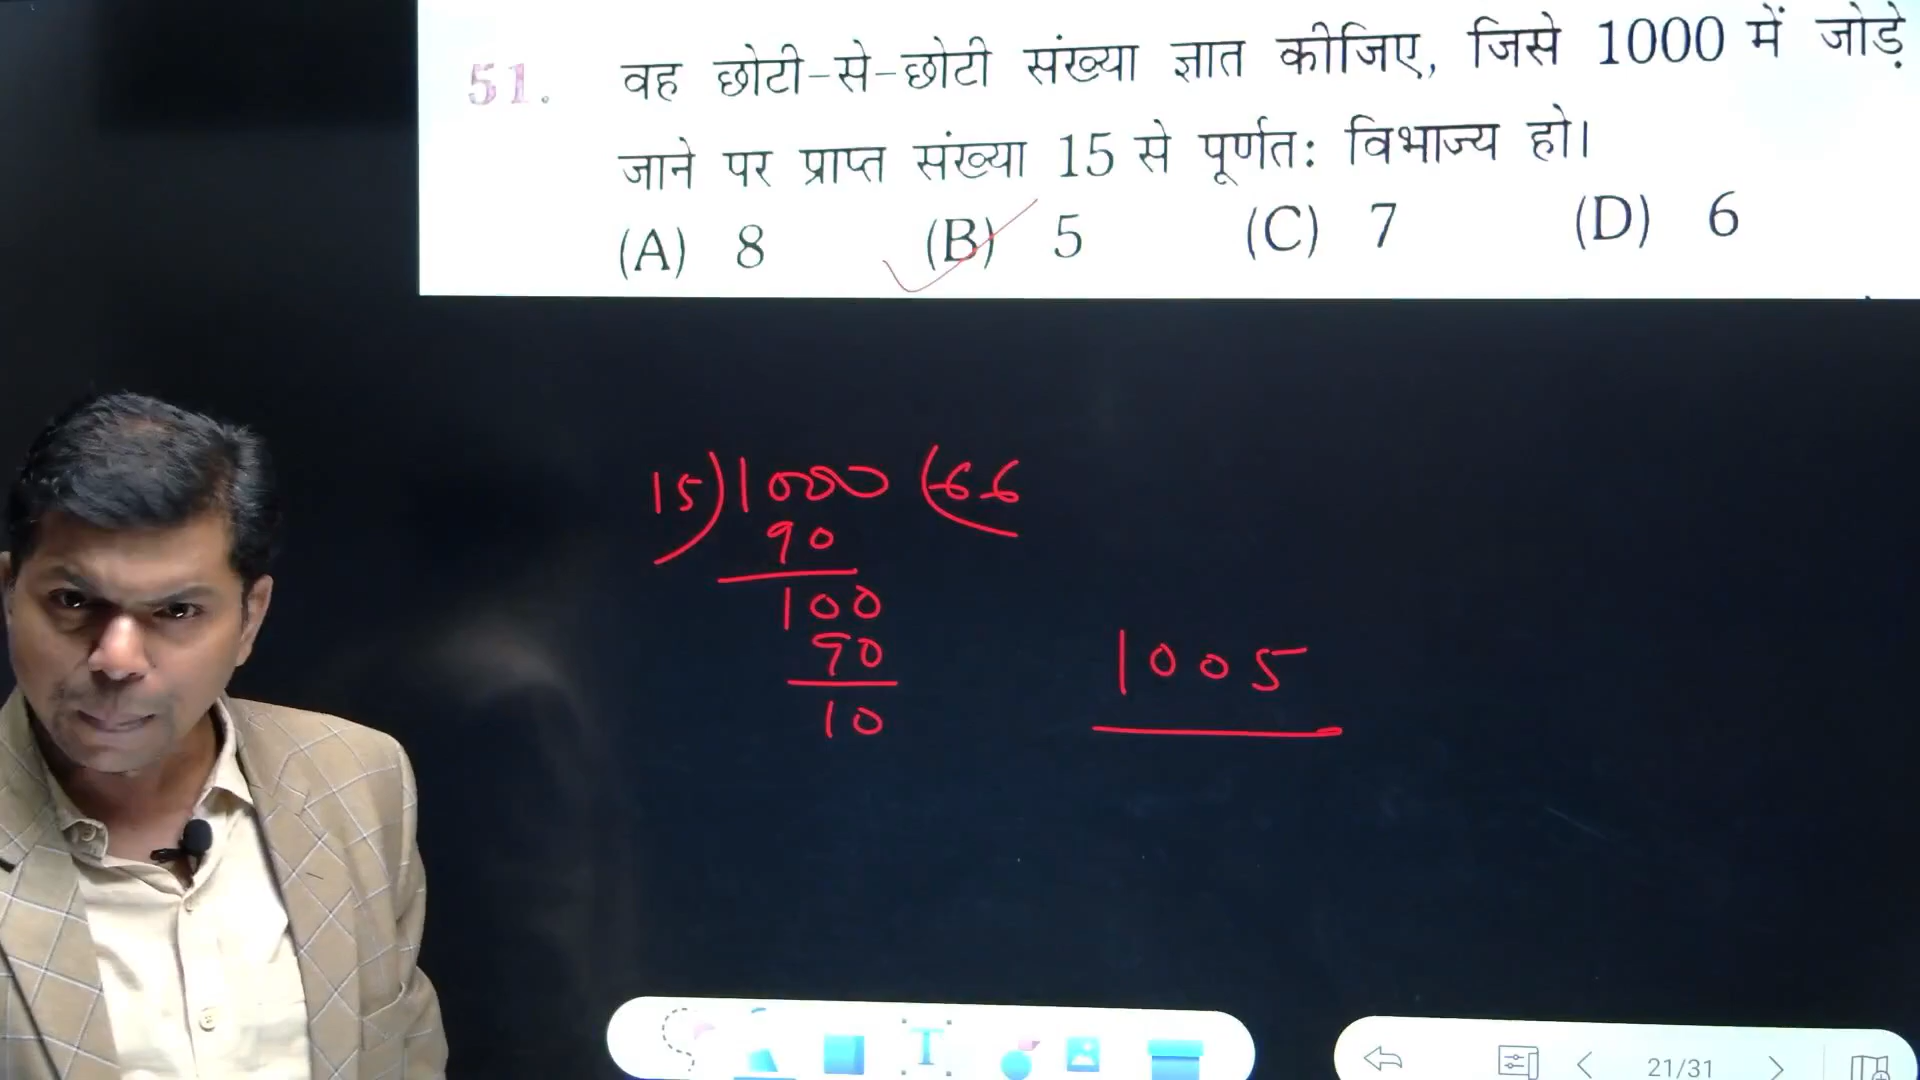 51. वह छोटी-से-छोटी संख्या ज्ञात कीजिए, जिसे 1000 में जोड़े
जाने पर प्राप्त संख्या 15 से पूर्णतः विभाज्य हो।
(A) 8 (B) 5 (C) 7 (D) 6
15)1000(66
90
100
90
10
1005
T
21/31